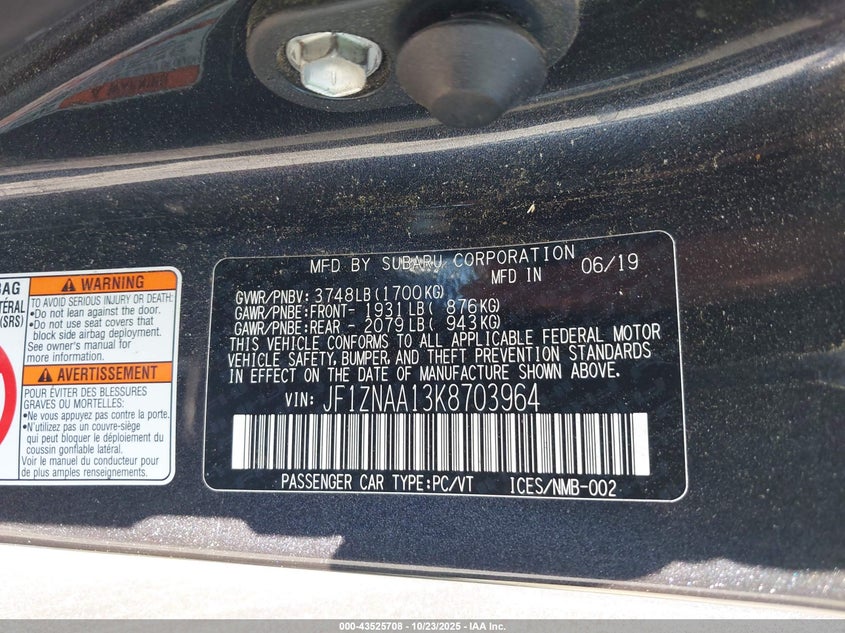 BAG
TÉRAL
(SRS)
WARNING
TO AVOID SERIOUS INJURY OR DEATH:
•Do not lean against the door.
•Do not use seat covers that
block side airbag deployment.
See owner's manual for
more information.
AVERTISSEMENT
POUR ÉVITER DES BLESSURES
GRAVES OU MORTELLES:
•Ne vous appuyez pas contre la porte.
•Ne pas utiliser un couvre-siège
qui peut bloquer le déploiement du
coussin gonflable latéral.
Voir le manuel du conducteur pour
de plus amples renseignements.
MFD BY SUBARU CORPORATION
MFD IN 06/19
GVWR/PNBV: 3748LB(1700KG)
GAWR/PNBE:FRONT- 1931LB( 876KG)
GAWR/PNBE:REAR - 2079LB( 943KG)
THIS VEHICLE CONFORMS TO ALL APPLICABLE FEDERAL MOTOR
VEHICLE SAFETY, BUMPER, AND THEFT PREVENTION STANDARDS
IN EFFECT ON THE DATE OF MANUFACTURE SHOWN ABOVE.
VIN: JF1ZNAA13K8703964
PASSENGER CAR TYPE:PC/VT ICES/NMB-002
000-43525708 - 10/23/2025 - IAA Inc.